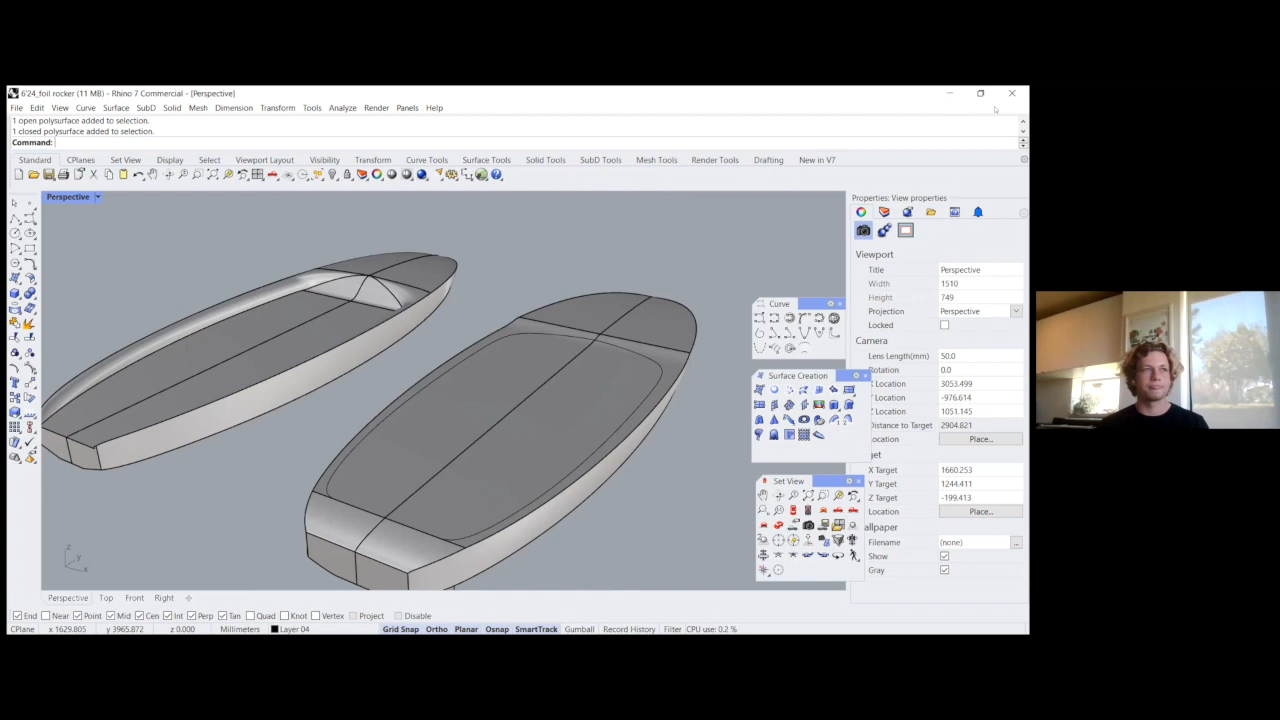 6'24_foil rocker (11 MB) - Rhino 7 Commercial - [Perspective]
File Edit View Curve Surface SubD Solid Mesh Dimension Transform Tools Analyze Render Panels Help
1 open polysurface added to selection.
1 closed polysurface added to selection.
Command:
Standard CPlanes Set View Display Select Viewport Layout Visibility Transform Curve Tools Surface Tools Solid Tools SubD Tools Mesh Tools Render Tools Drafting New in V7
Perspective
Properties: View properties
Viewport
Title Perspective
Width 1510
Height 749
Projection Perspective
Locked
Camera
Lens Length(mm) 50.0
Rotation 0.0
Location 3053.499
Location -976.614
Z Location 1051.145
Distance to Target 2904.821
Location Place...
get
X Target 1660.253
Y Target 1244.411
Z Target -199.413
Location Place...
allpaper
Filename (none) ...
Show
Gray
Curve
Surface Creation
Set View
z
y
x
Perspective Top Front Right
End Near Point Mid Cen Int Perp Tan Quad Knot Vertex Project Disable
CPlane x 1629.805 y 3965.872 z 0.000 Millimeters Layer 04 Grid Snap Ortho Planar Osnap SmartTrack Gumball Record History Filter CPU use: 0.2 %